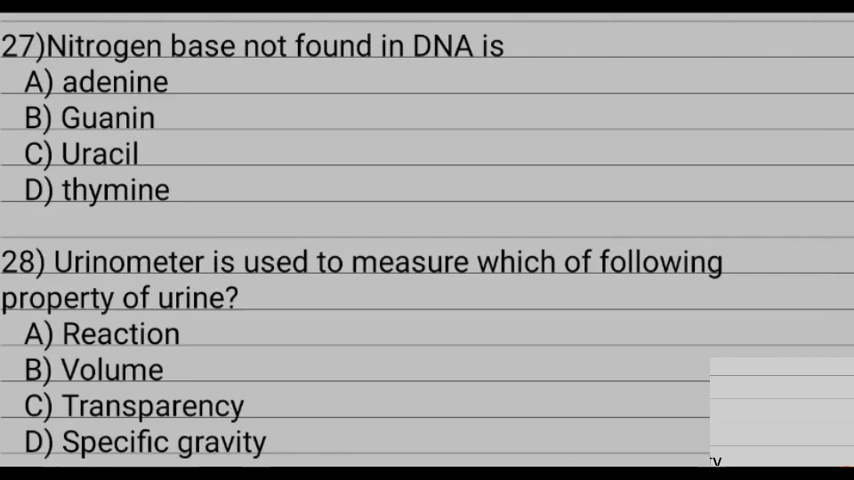 27)Nitrogen base not found in DNA is
A) adenine
B) Guanin
C) Uracil
D) thymine
28) Urinometer is used to measure which of following
property of urine?
A) Reaction
B) Volume
C) Transparency
D) Specific gravity